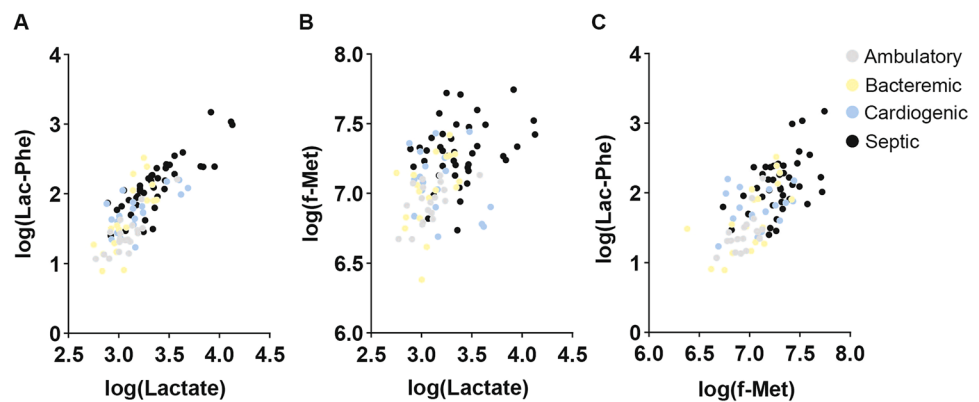 A
4
3
2
1
0
2.5 3.0 3.5 4.0 4.5
log(Lac-Phe)
log(Lactate)
B
8.0
7.5
7.0
6.5
6.0
2.5 3.0 3.5 4.0 4.5
log(f-Met)
log(Lactate)
C
4
3
2
1
0
6.0 6.5 7.0 7.5 8.0
log(Lac-Phe)
log(f-Met)
Ambulatory
Bacteremic
Cardiogenic
Septic